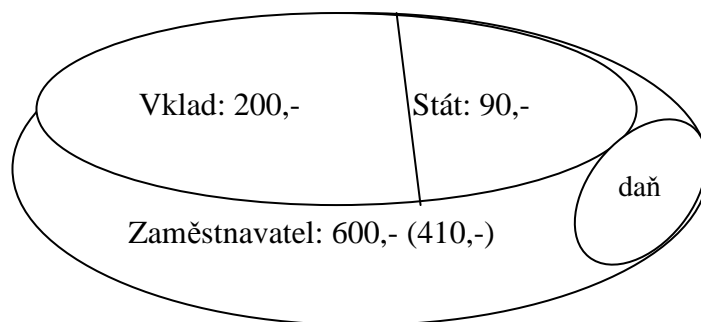 Vklad: 200,- Stát: 90,-
daň
Zaměstnavatel: 600,- (410,-)